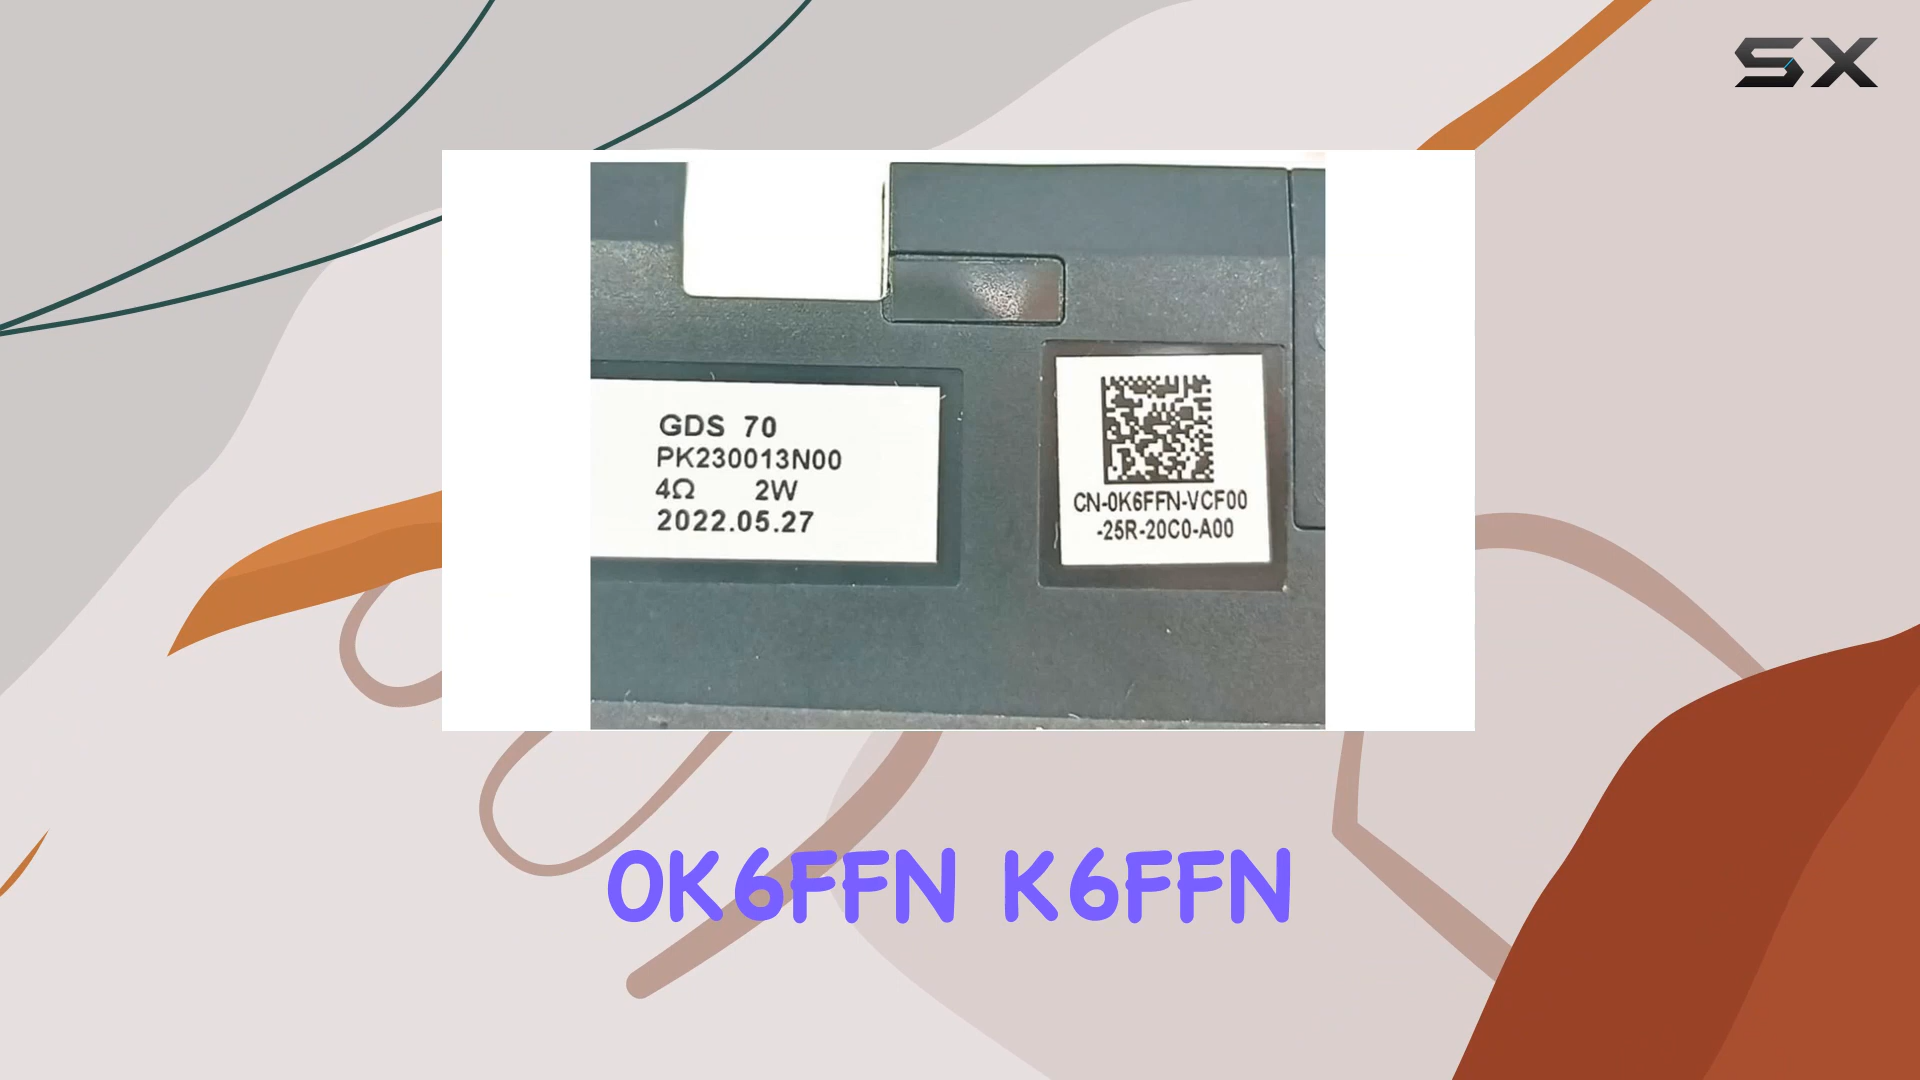 SX
GDS 70
PK230013N00
4Ω 2W
2022.05.27
CN-0K6FFN-VCF00
-25R-20C0-A00
0K6FFN K6FFN